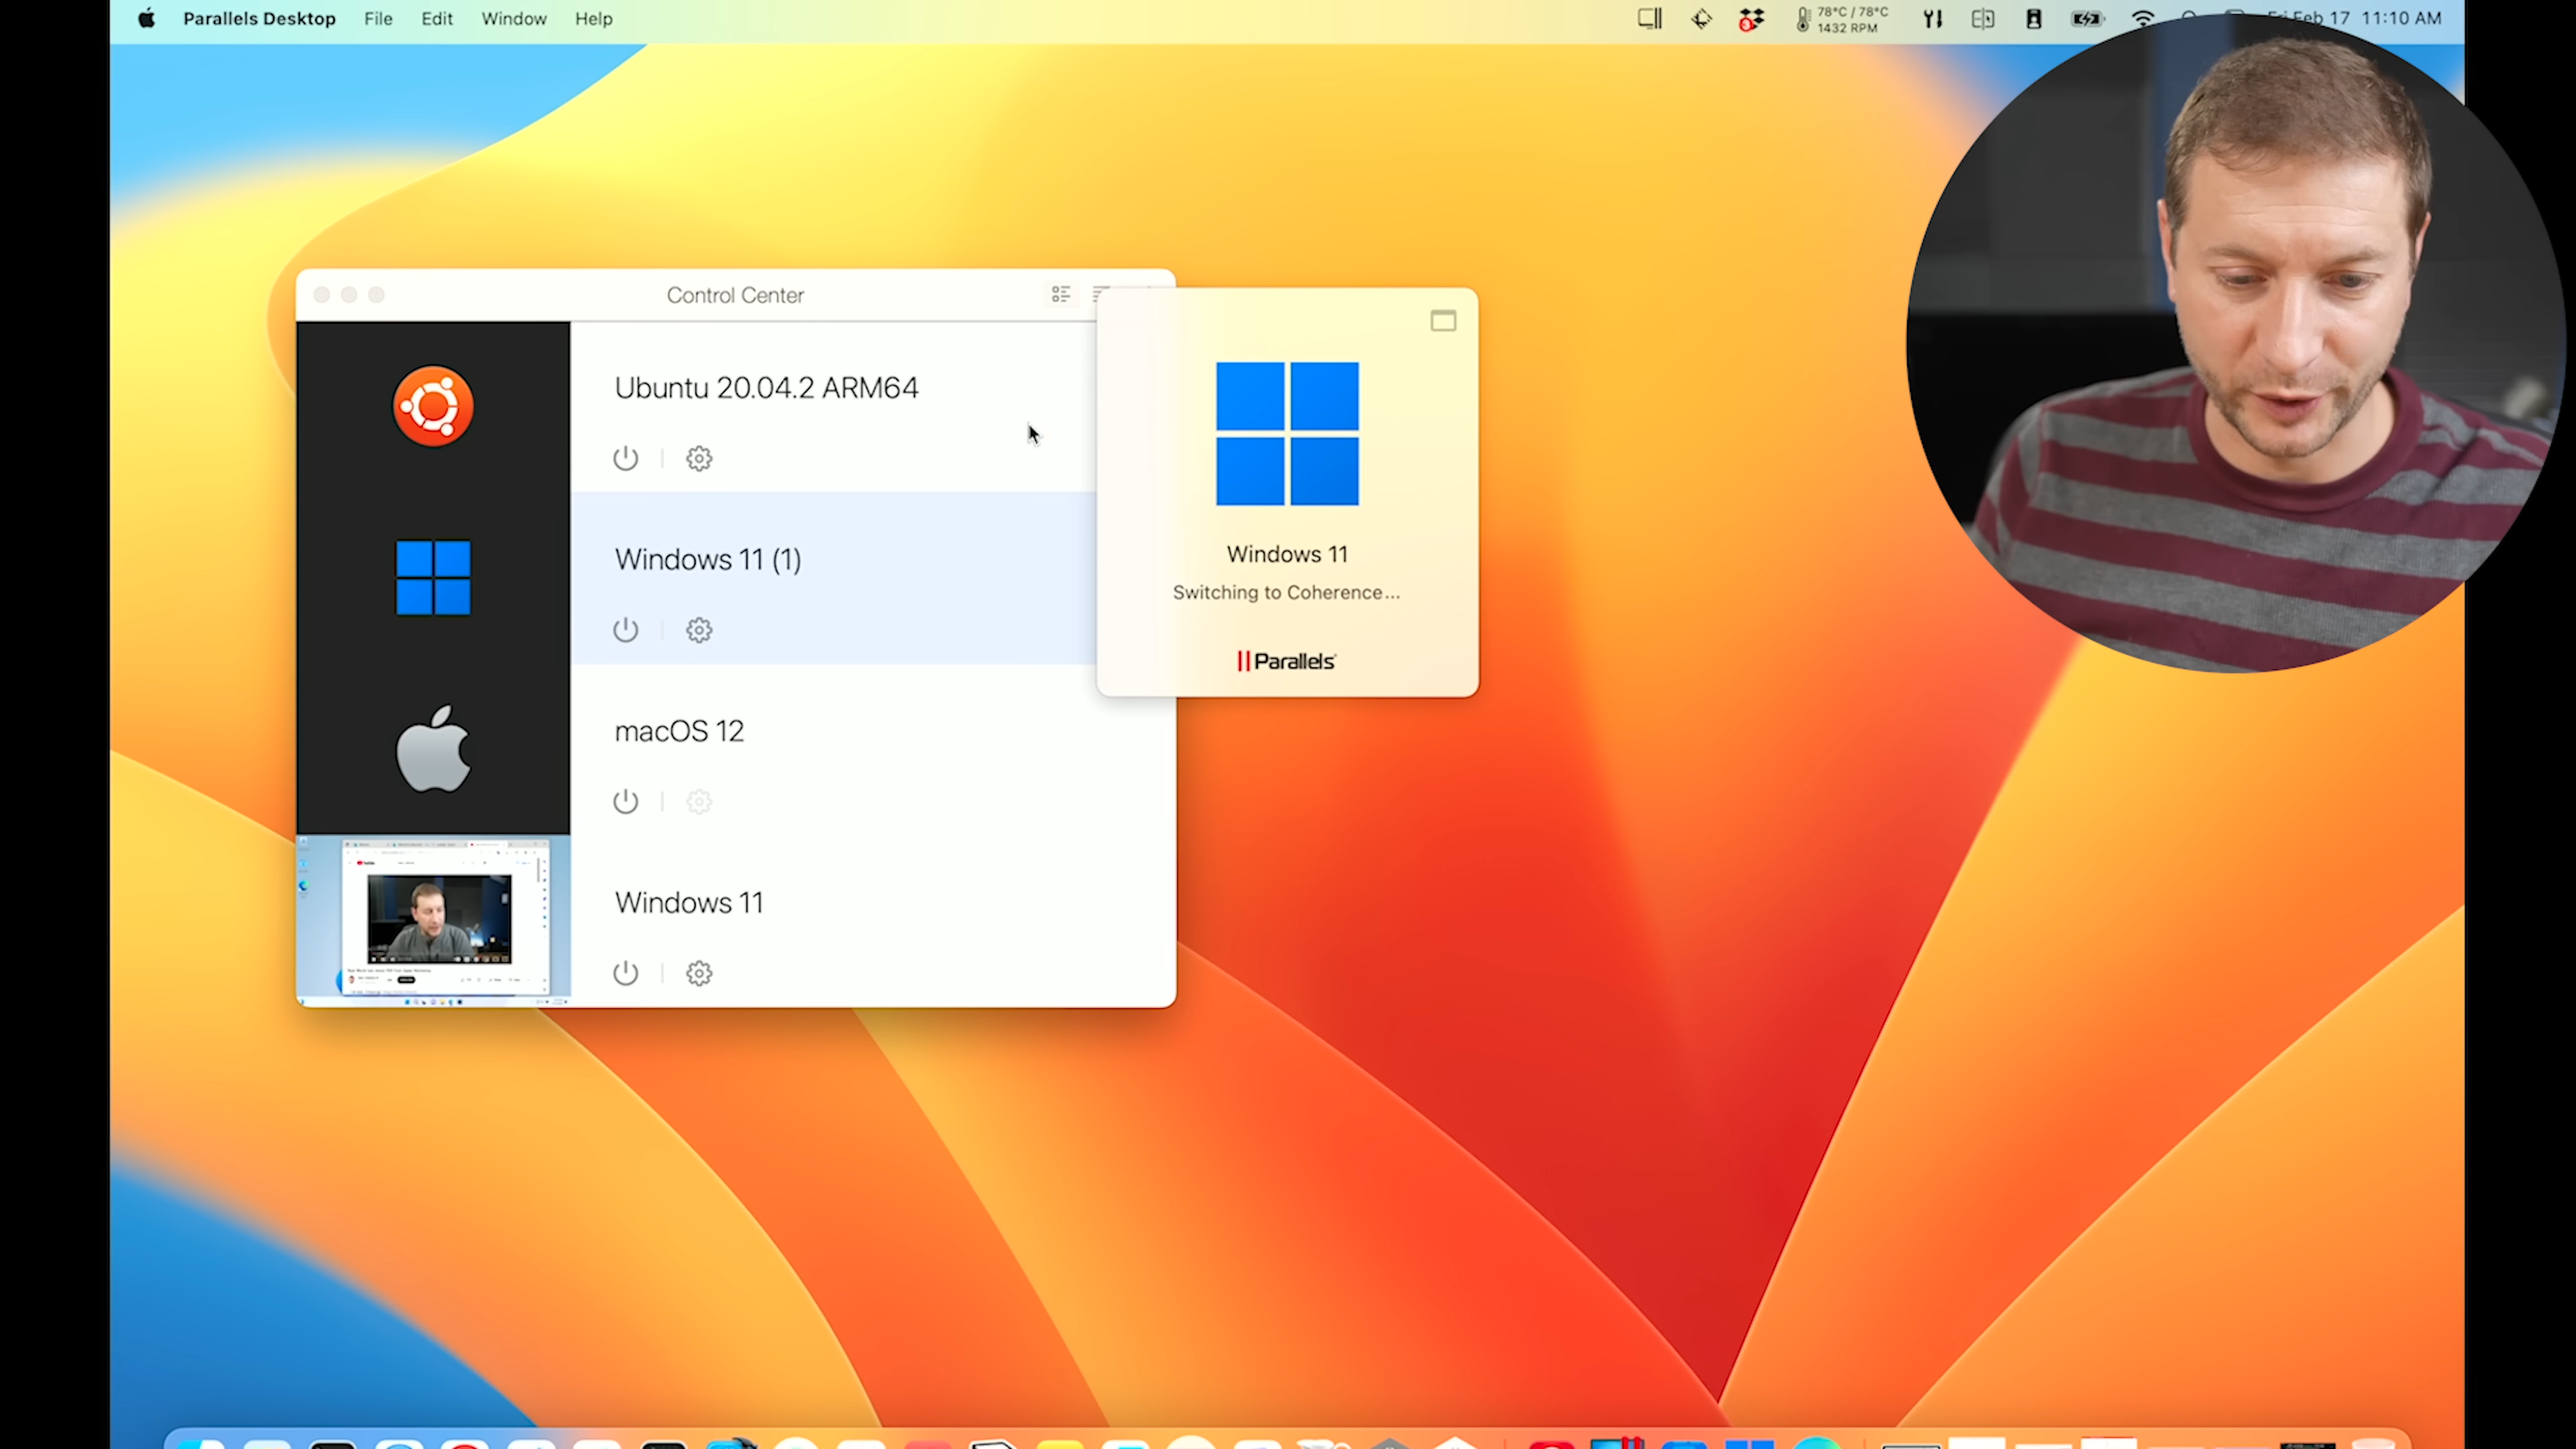 Parallels Desktop File Edit Window Help
78°C / 78°C
1432 RPM
Fri Feb 17 11:10 AM
Control Center
Ubuntu 20.04.2 ARM64
Windows 11 (1)
macOS 12
Windows 11
Windows 11
Switching to Coherence...
Parallels